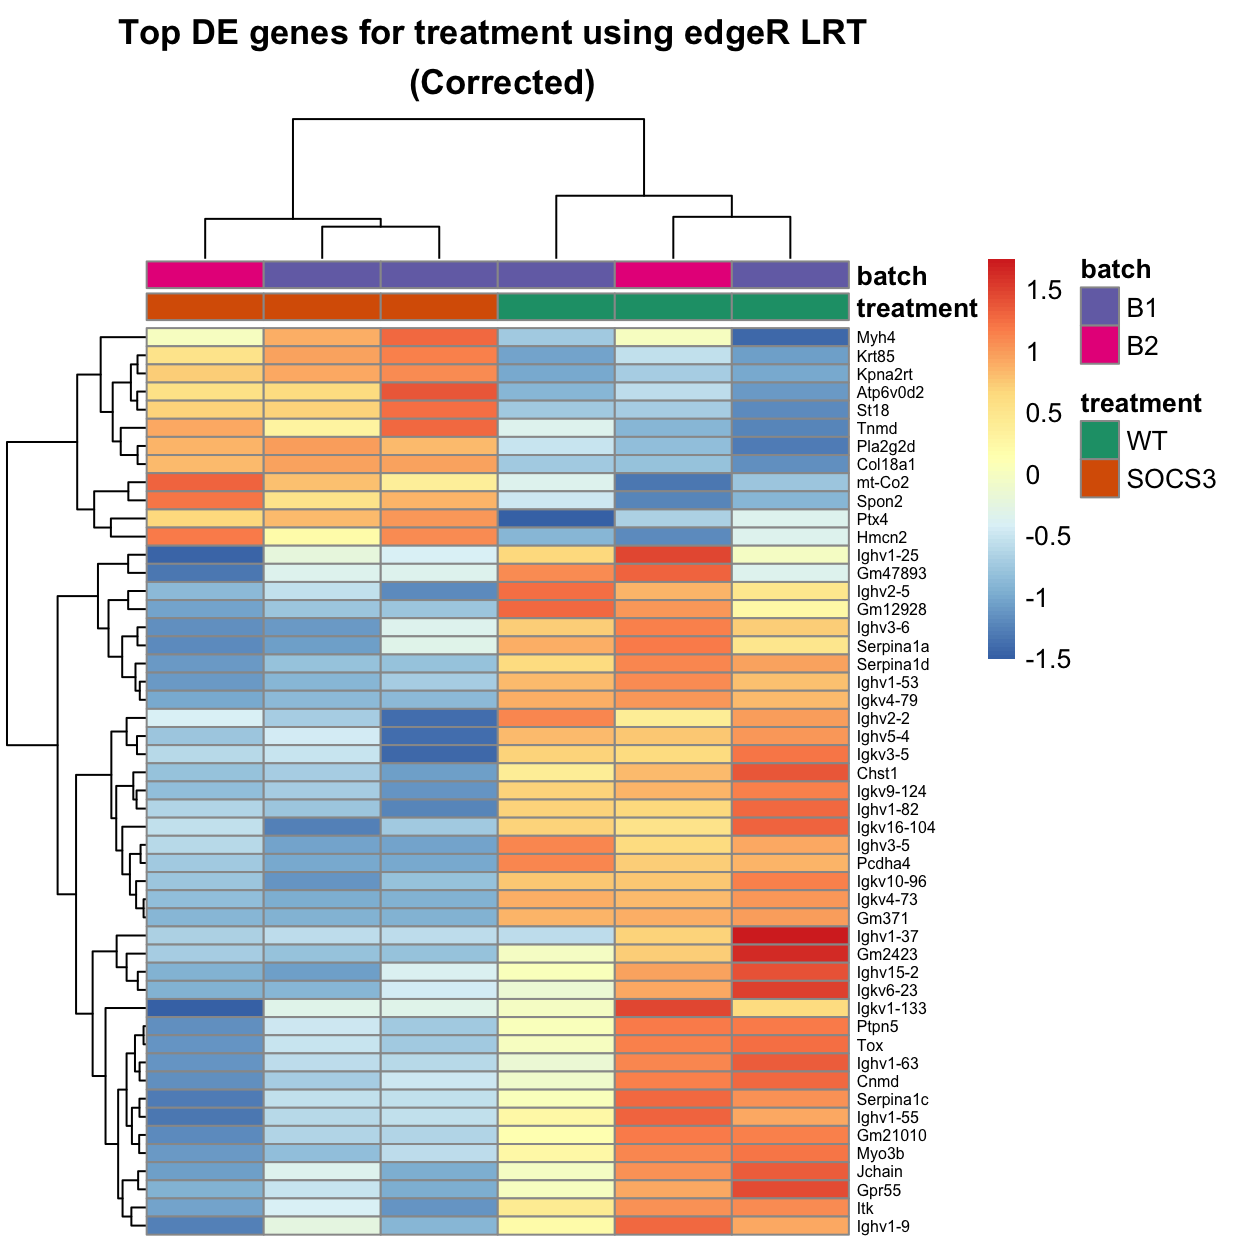 Top DE genes for treatment using edgeR LRT
(Corrected)
batch
treatment
Myh4
Krt85
Kpna2rt
Atp6v0d2
St18
Tnmd
Pla2g2d
Col18a1
mt-Co2
Spon2
Ptx4
Hmcn2
Ighv1-25
Gm47893
Ighv2-5
Gm12928
Ighv3-6
Serpina1a
Serpina1d
Ighv1-53
Igkv4-79
Ighv2-2
Ighv5-4
Igkv3-5
Chst1
Igkv9-124
Ighv1-82
Igkv16-104
Ighv3-5
Pcdha4
Igkv10-96
Igkv4-73
Gm371
Ighv1-37
Gm2423
Ighv15-2
Igkv6-23
Igkv1-133
Ptpn5
Tox
Ighv1-63
Cnmd
Serpina1c
Ighv1-55
Gm21010
Myo3b
Jchain
Gpr55
Itk
Ighv1-9
1.5
1
0.5
0
-0.5
-1
-1.5
batch
B1
B2
treatment
WT
SOCS3